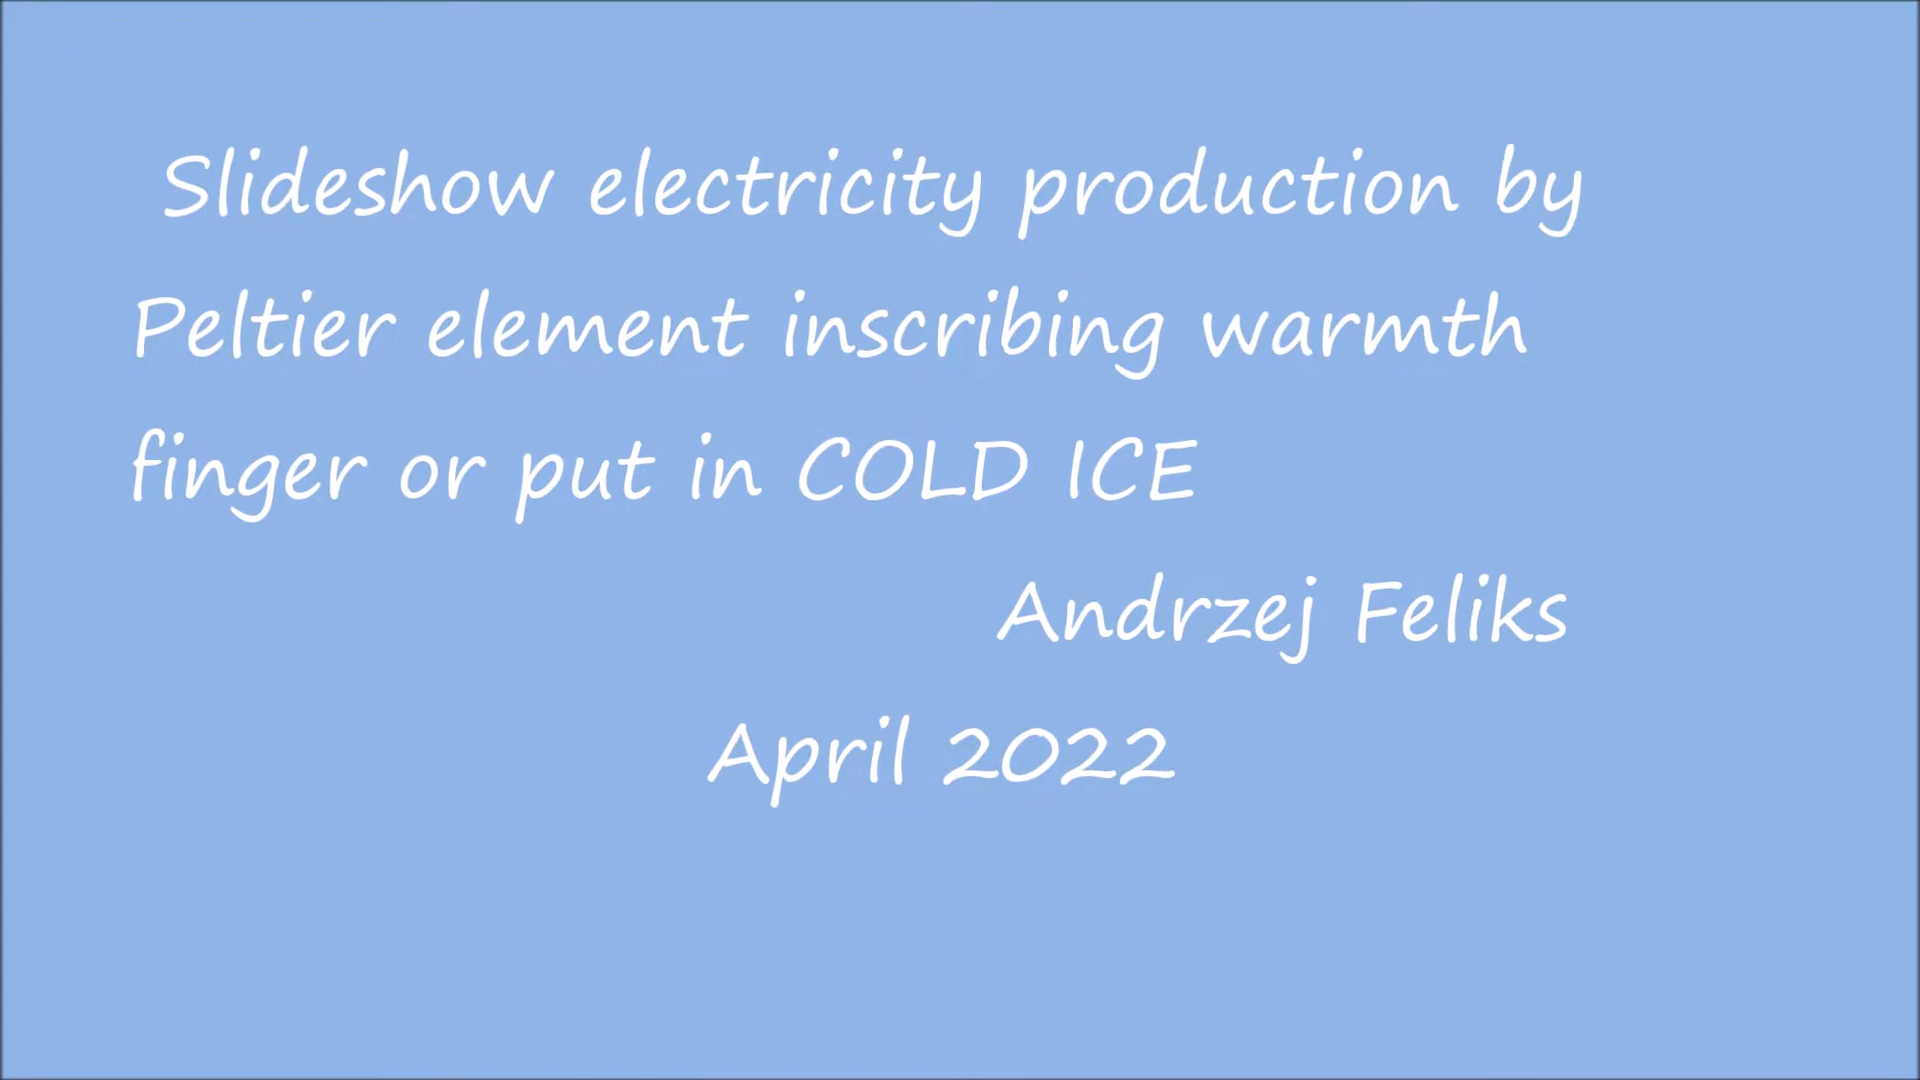 Slideshow electricity production by
Peltier element inscribing warmth
finger or put in COLD ICE
Andrzej Feliks
April 2022